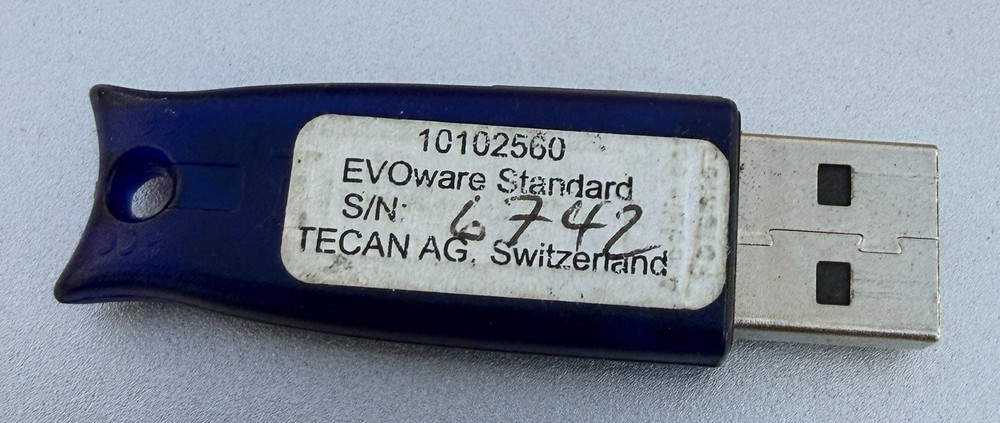 10102560
EVOware Standard
S/N: 6742
TECAN AG, Switzerland